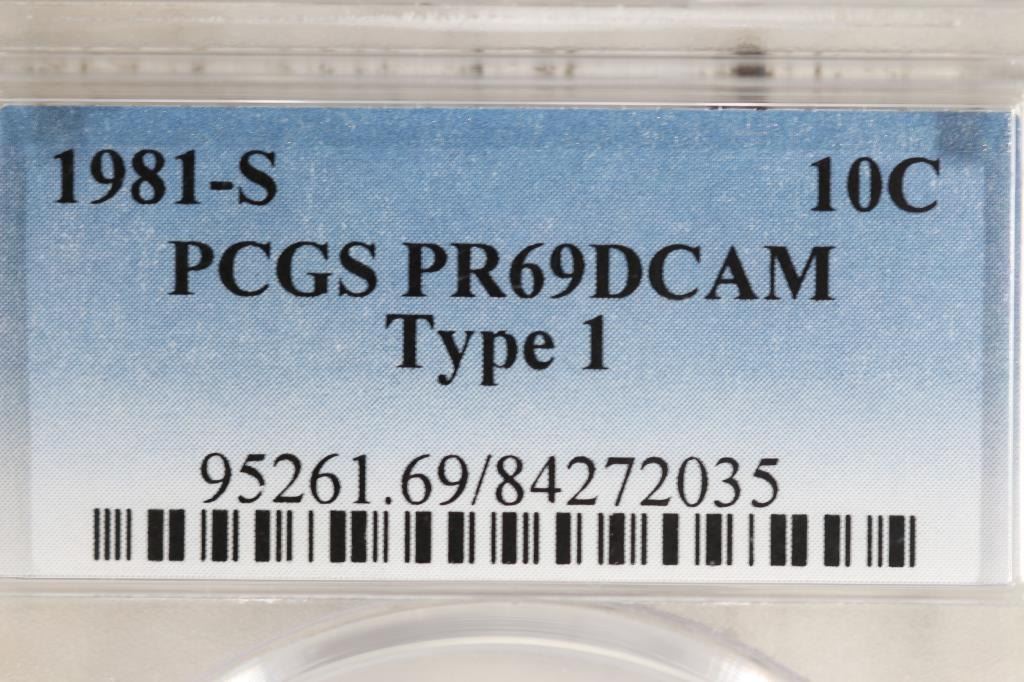 1981-S 10C
PCGS PR69DCAM
Type 1
95261.69/84272035